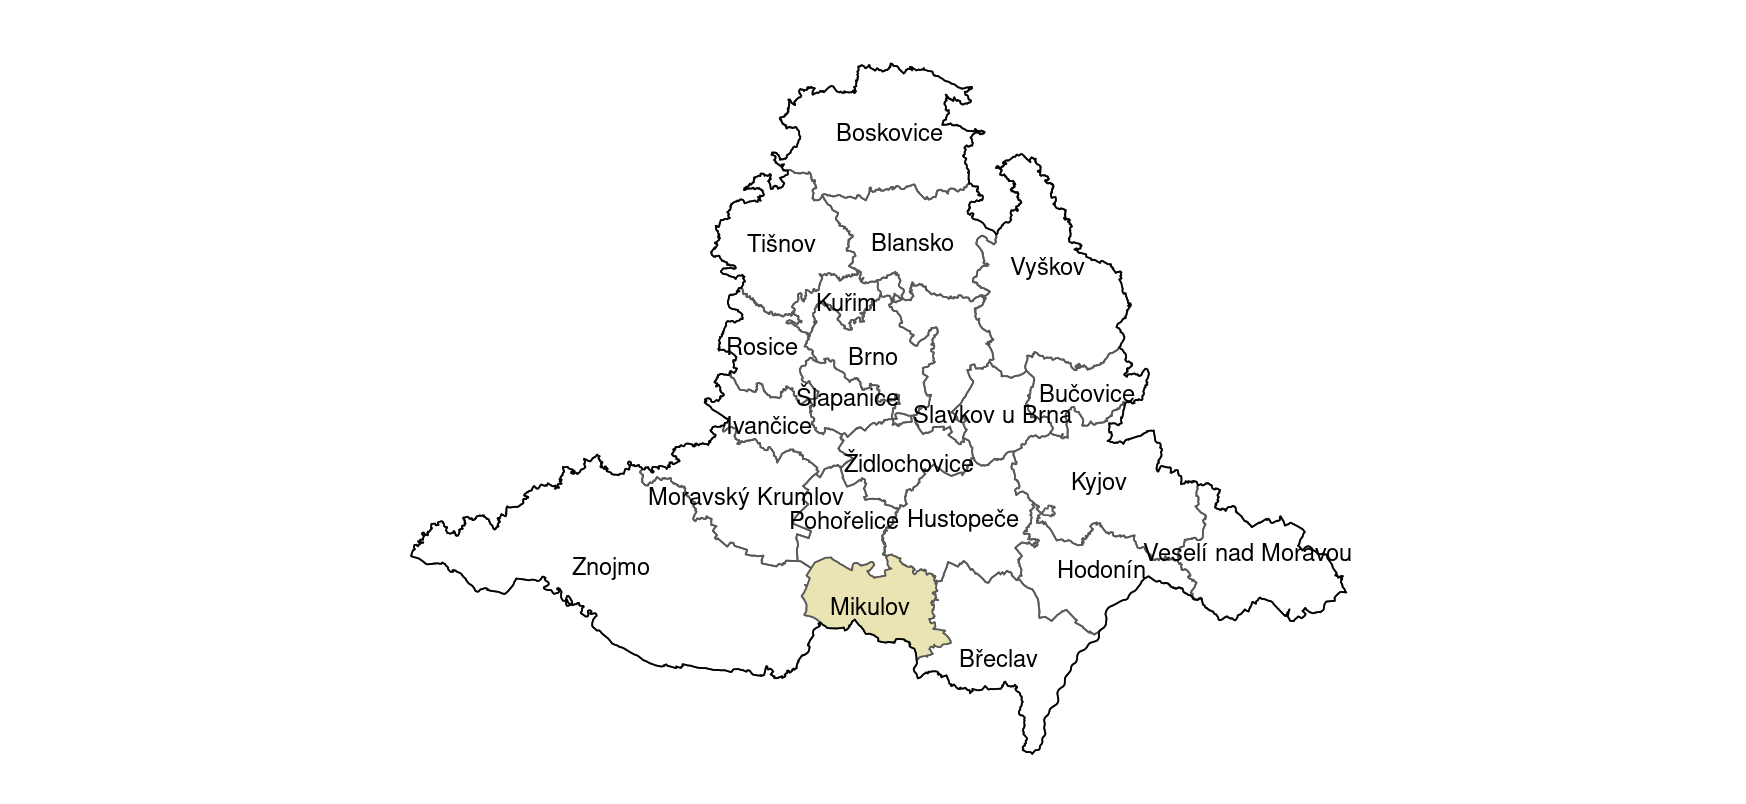 Boskovice
Tišnov
Blansko
Vyškov
Kuřim
Rosice
Brno
Šlapanice
Bučovice
Slavkov u Brna
Ivančice
Židlochovice
Kyjov
Moravský Krumlov
Pohořelice
Hustopeče
Veselí nad Moravou
Znojmo
Hodonín
Mikulov
Břeclav